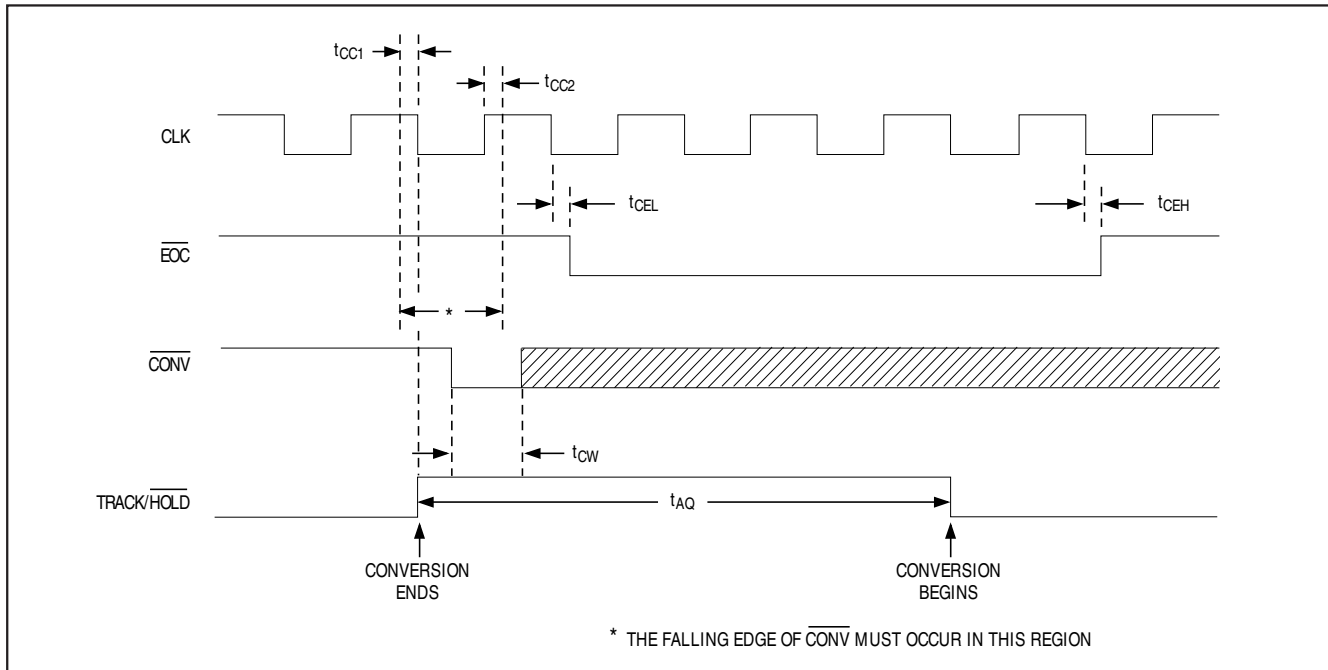 tCC1
tCC2
CLK
tCEL
tCEH
EOC
*
CONV
tCW
TRACK/HOLD
tAQ
CONVERSION
ENDS
CONVERSION
BEGINS
* THE FALLING EDGE OF CONV MUST OCCUR IN THIS REGION